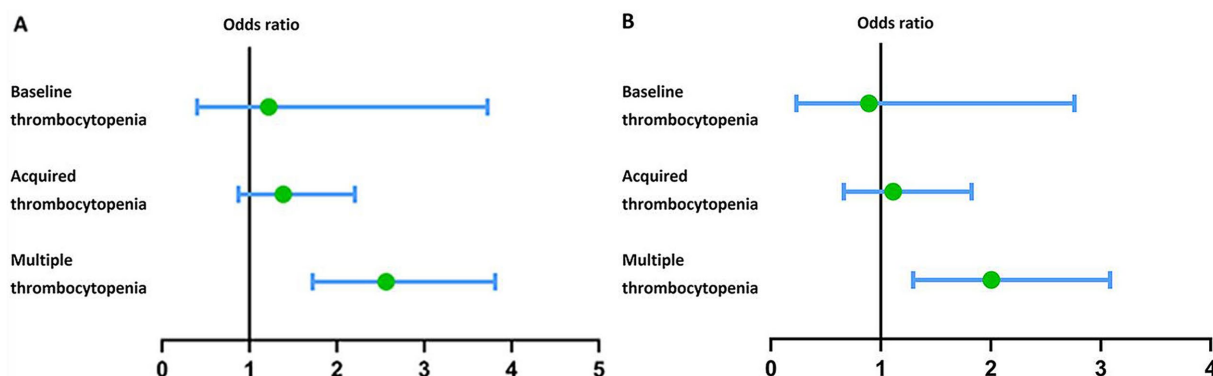 A
Odds ratio
Baseline
thrombocytopenia
Acquired
thrombocytopenia
Multiple
thrombocytopenia
0 1 2 3 4 5
B
Odds ratio
Baseline
thrombocytopenia
Acquired
thrombocytopenia
Multiple
thrombocytopenia
0 1 2 3 4